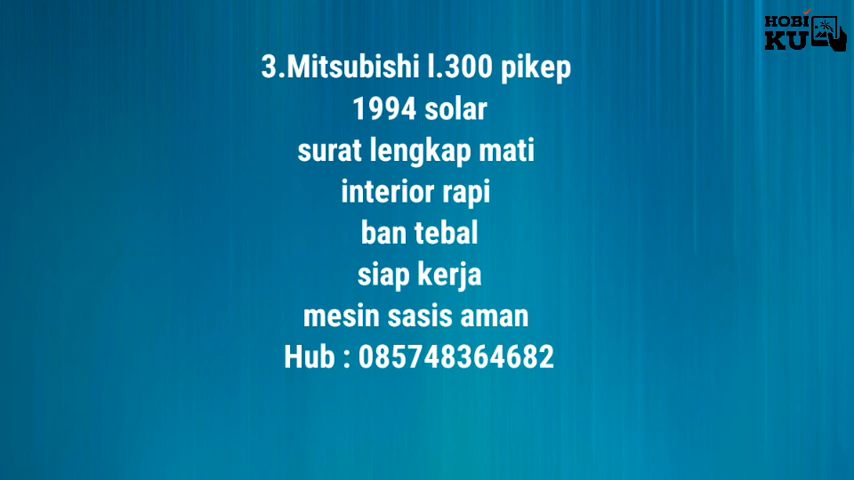 HOBI
KU
3.Mitsubishi l.300 pikep
1994 solar
surat lengkap mati
interior rapi
ban tebal
siap kerja
mesin sasis aman
Hub : 085748364682